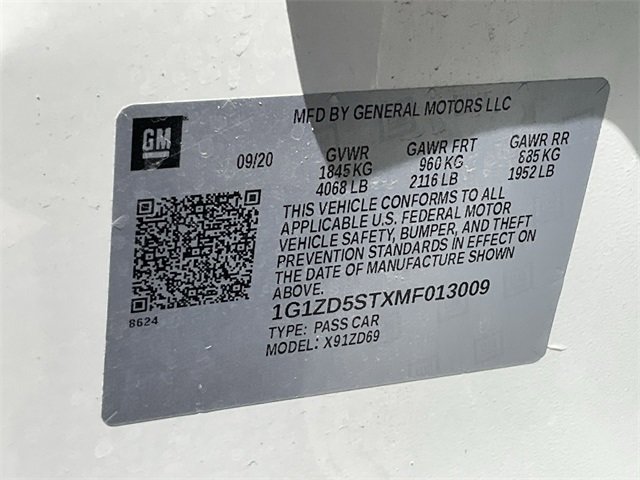 MFD BY GENERAL MOTORS LLC
GM
09/20 GVWR GAWR FRT GAWR RR
1845 KG 960 KG 885 KG
4068 LB 2116 LB 1952 LB
THIS VEHICLE CONFORMS TO ALL
APPLICABLE U.S. FEDERAL MOTOR
VEHICLE SAFETY, BUMPER, AND THEFT
PREVENTION STANDARDS IN EFFECT ON
THE DATE OF MANUFACTURE SHOWN
ABOVE.
8624
1G1ZD5STXMF013009
TYPE: PASS CAR
MODEL: X91ZD69